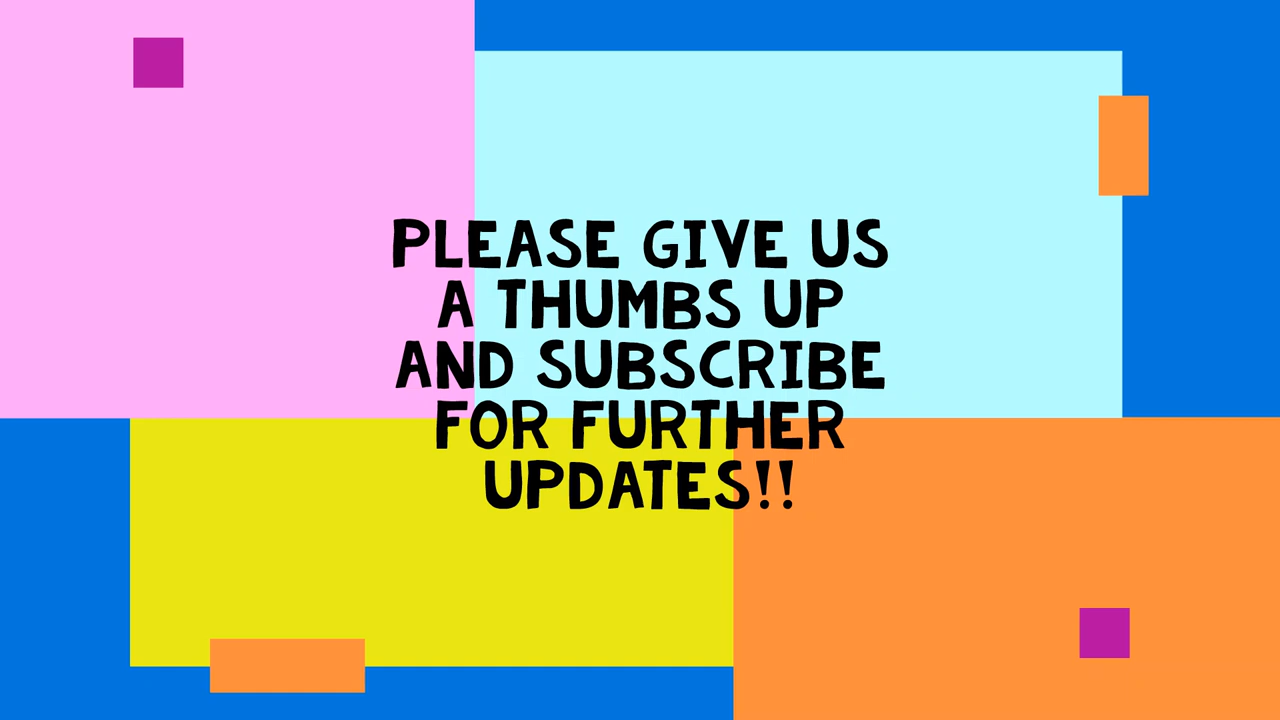 PLEASE GIVE US
A THUMBS UP
AND SUBSCRIBE
FOR FURTHER
UPDATES!!